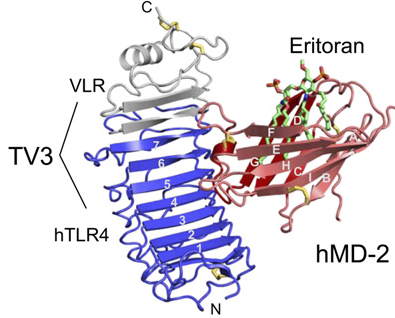 C
Eritoran
VLR
TV3
hTLR4
7
6
5
4
3
2
1
N
D
F
A
E
G
H
C
I
B
hMD-2